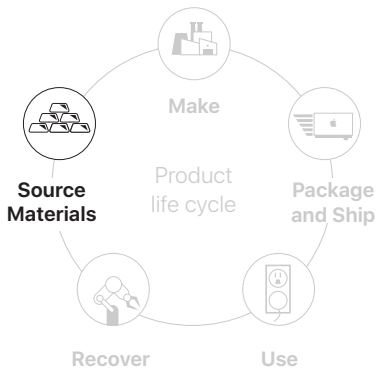 Make
Source
Materials
Product
life cycle
Package
and Ship
Recover
Use